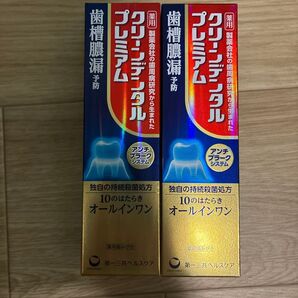 薬用
製薬会社の歯周病研究から生まれた
クリーンデンタル
プレミアム
歯槽膿漏
予防
アンチ
プラーク
システム
独自の持続殺菌処方
10のはたらき
オールインワン
薬用歯みがき
第一三共ヘルスケア
薬用
製薬会社の歯周病研究から生まれた
クリーンデンタル
プレミアム
歯槽膿漏
予防
アンチ
プラーク
システム
独自の持続殺菌処方
10のはたらき
オールインワン
第一三共ヘルスケア